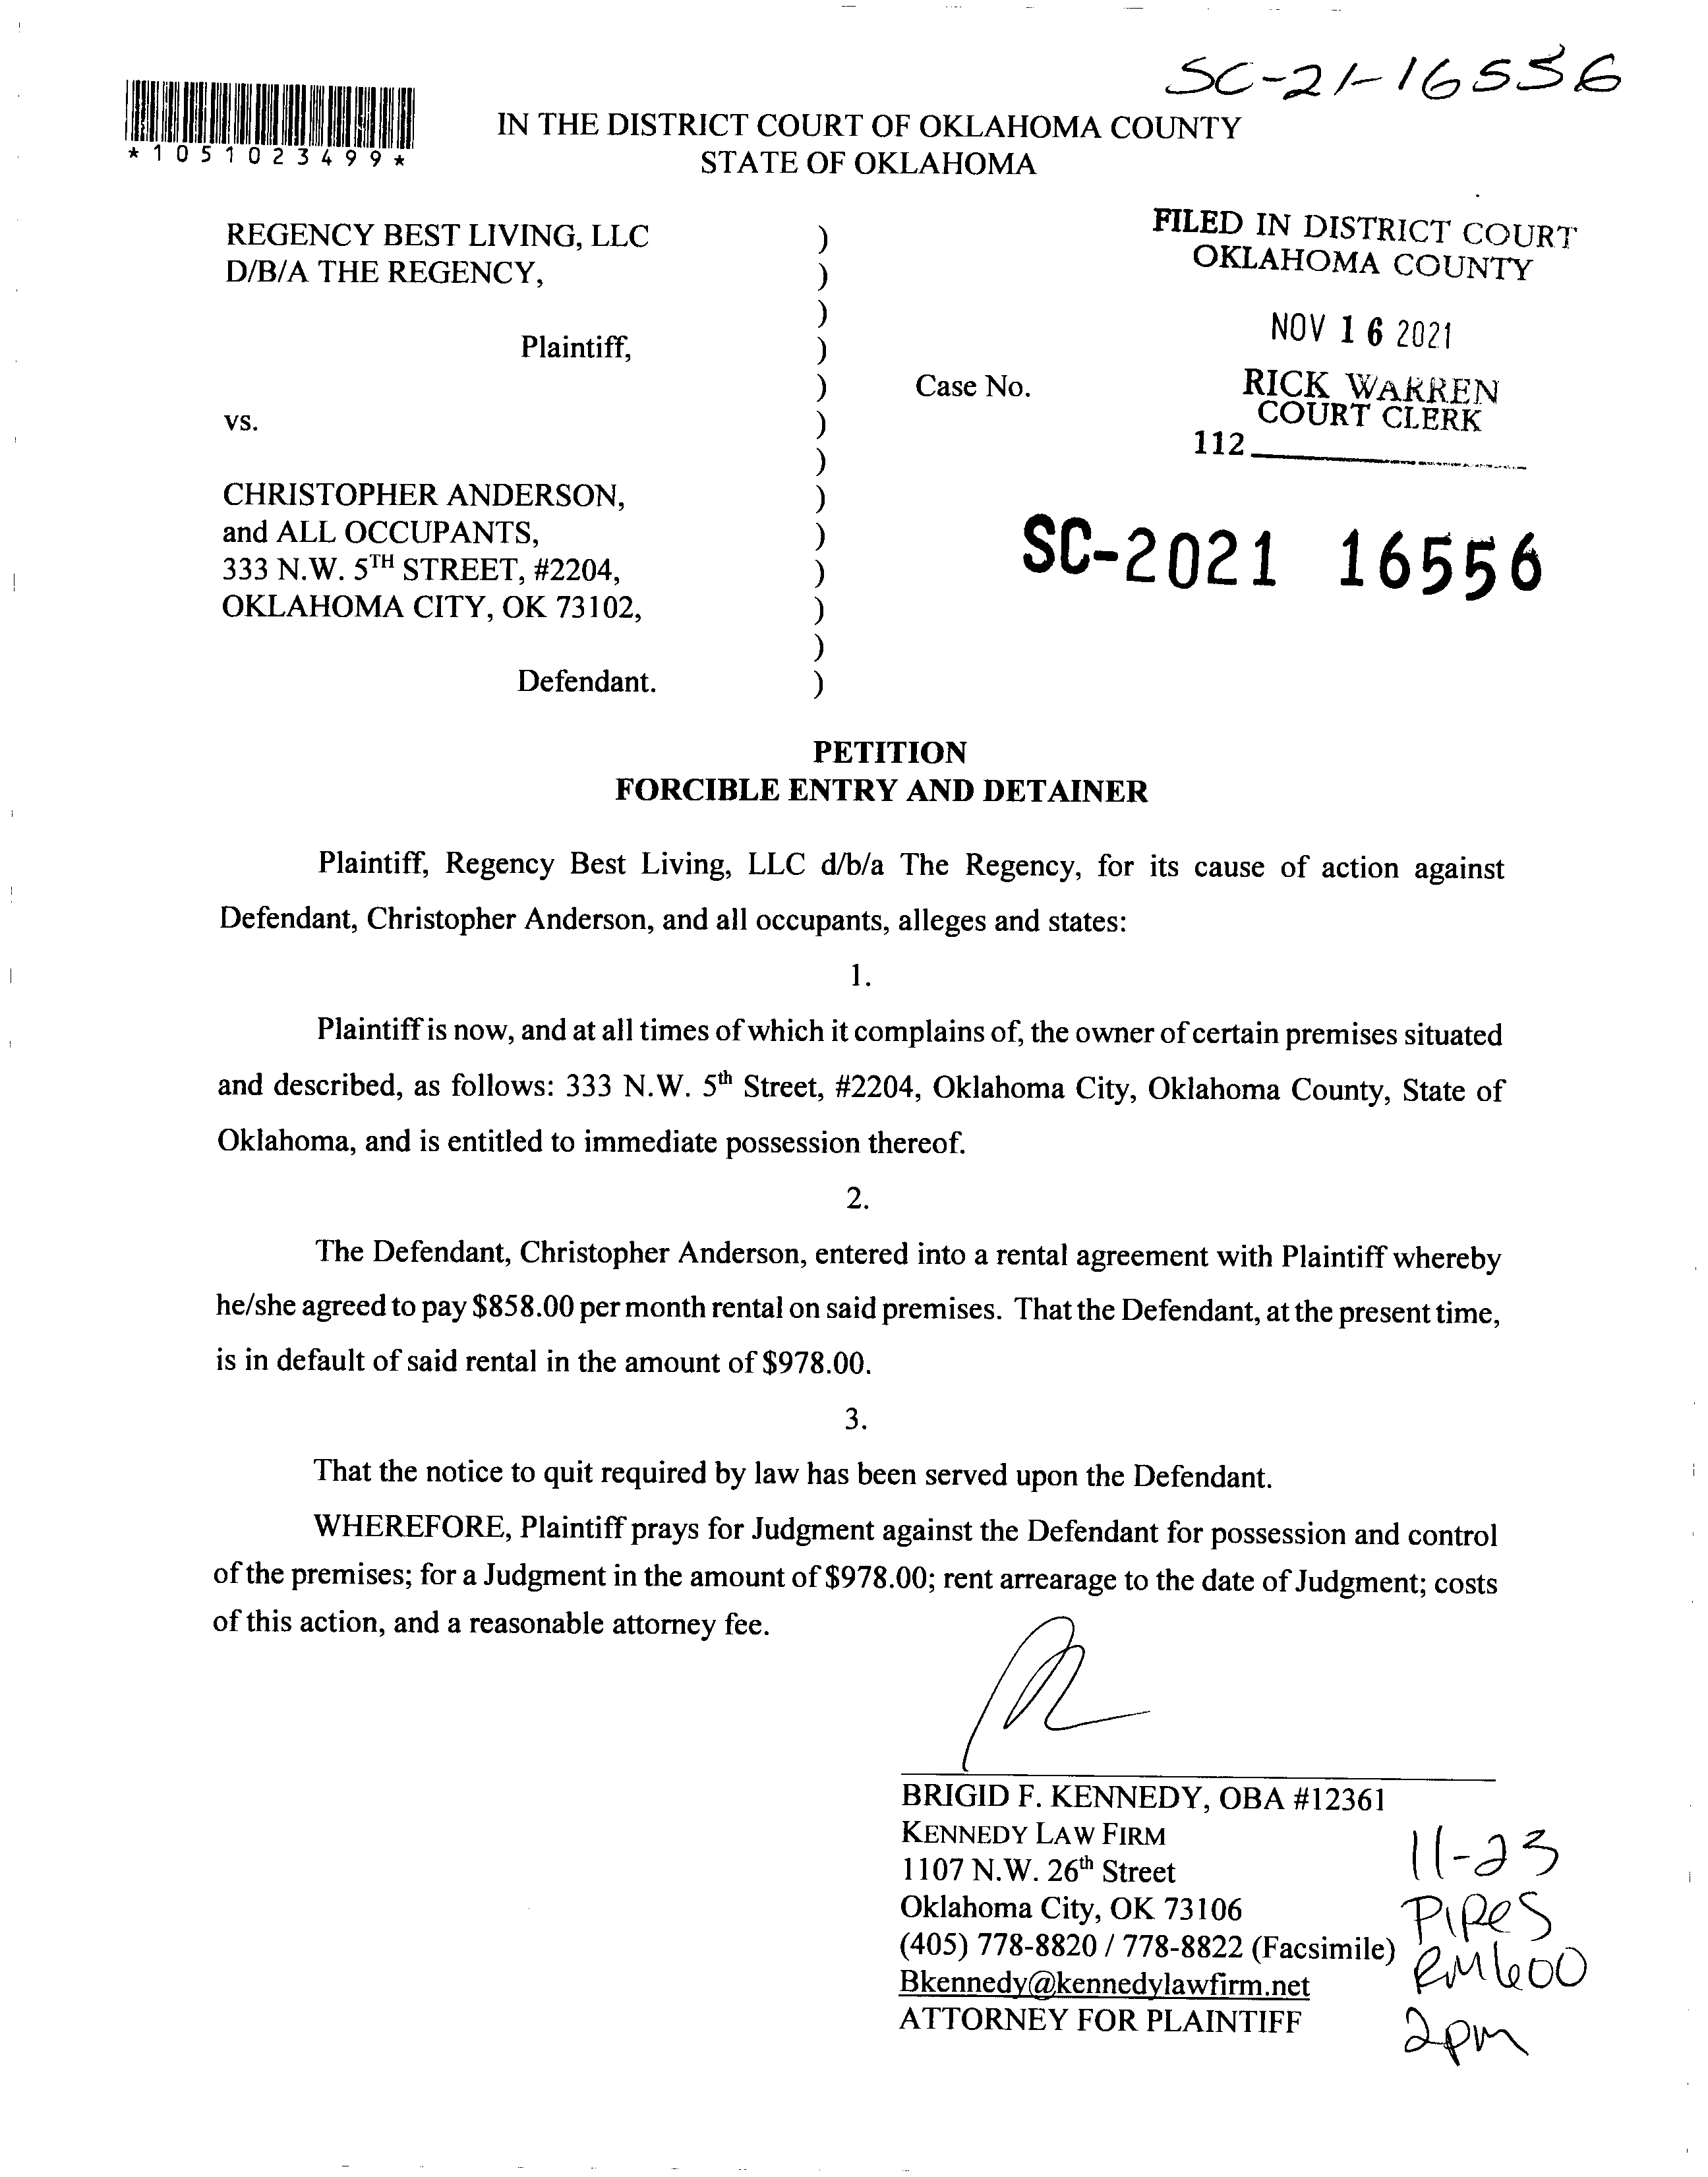 SC-21-16556
*1051023499*
IN THE DISTRICT COURT OF OKLAHOMA COUNTY
STATE OF OKLAHOMA
REGENCY BEST LIVING, LLC )
D/B/A THE REGENCY, )
)
Plaintiff, )
) Case No.
vs. )
)
CHRISTOPHER ANDERSON, )
and ALL OCCUPANTS, )
333 N.W. 5TH STREET, #2204, )
OKLAHOMA CITY, OK 73102, )
)
Defendant. )
FILED IN DISTRICT COURT
OKLAHOMA COUNTY
NOV 16 2021
RICK WARREN
COURT CLERK
112
SC-2021 16556
PETITION
FORCIBLE ENTRY AND DETAINER
Plaintiff, Regency Best Living, LLC d/b/a The Regency, for its cause of action against
Defendant, Christopher Anderson, and all occupants, alleges and states:
1.
Plaintiff is now, and at all times of which it complains of, the owner of certain premises situated
and described, as follows: 333 N.W. 5th Street, #2204, Oklahoma City, Oklahoma County, State of
Oklahoma, and is entitled to immediate possession thereof.
2.
The Defendant, Christopher Anderson, entered into a rental agreement with Plaintiff whereby
he/she agreed to pay $858.00 per month rental on said premises. That the Defendant, at the present time,
is in default of said rental in the amount of $978.00.
3.
That the notice to quit required by law has been served upon the Defendant.
WHEREFORE, Plaintiff prays for Judgment against the Defendant for possession and control
of the premises; for a Judgment in the amount of $978.00; rent arrearage to the date of Judgment; costs
of this action, and a reasonable attorney fee.
BRIGID F. KENNEDY, OBA #12361
KENNEDY LAW FIRM
1107 N.W. 26th Street
Oklahoma City, OK 73106
(405) 778-8820 / 778-8822 (Facsimile)
Bkennedy@kennedylawfirm.net
ATTORNEY FOR PLAINTIFF
11-23
PIPES
RM600
2pm